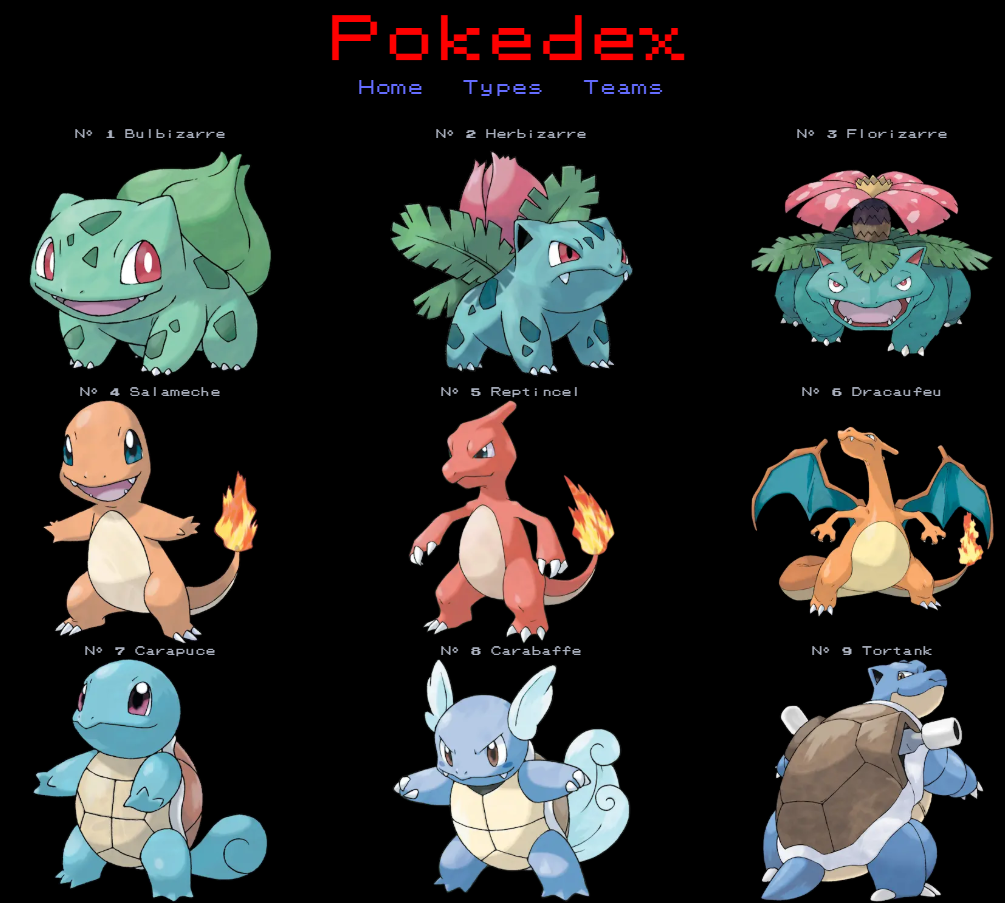 Pokedex
Home Types Teams
N° 1 Bulbizarre
N° 2 Herbizarre
N° 3 Florizarre
N° 4 Salameche
N° 5 Reptincel
N° 6 Dracaufeu
N° 7 Carapuce
N° 8 Carabaffe
N° 9 Tortank